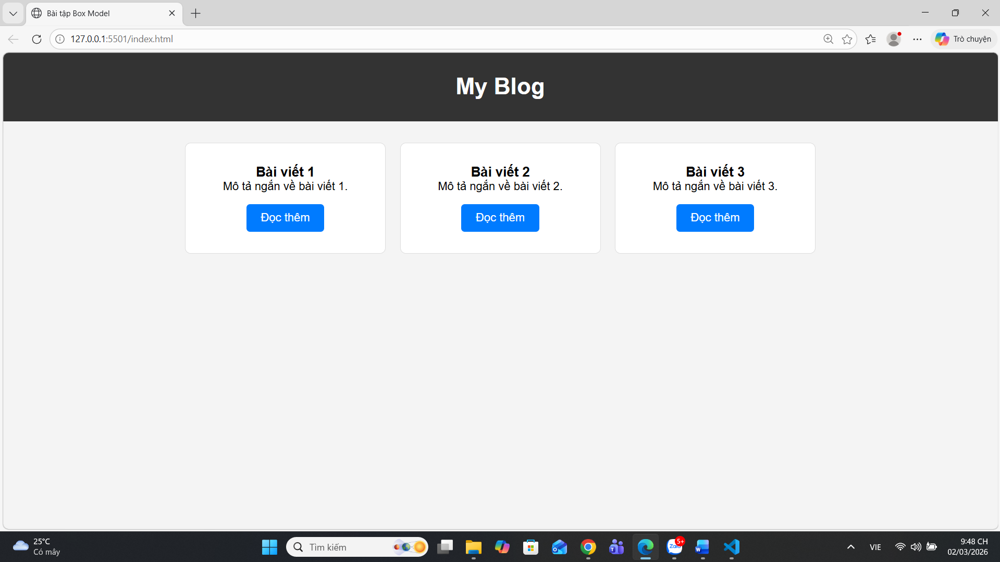 Bài tập Box Model
127.0.0.1:5501/index.html
Trò chuyện
My Blog
Bài viết 1
Mô tả ngắn về bài viết 1.
Đọc thêm
Bài viết 2
Mô tả ngắn về bài viết 2.
Đọc thêm
Bài viết 3
Mô tả ngắn về bài viết 3.
Đọc thêm
25°C
Có mây
Tìm kiếm
Zalo
5+
VIE
9:48 CH
02/03/2026